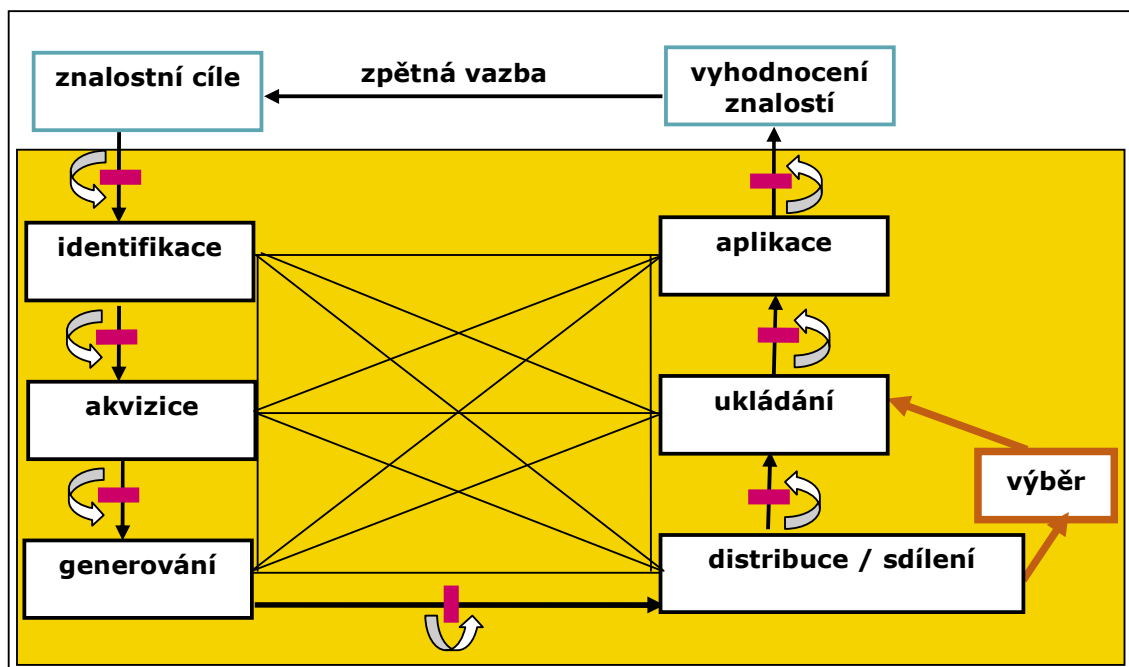 znalostní cíle
zpětná vazba
vyhodnocení
znalostí
identifikace
aplikace
akvizice
ukládání
výběr
generování
distribuce / sdílení